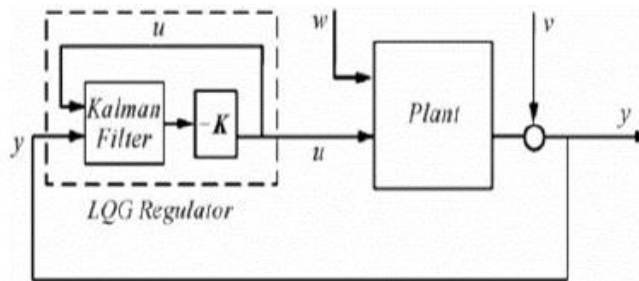 u
w
v
Kalman
Filter
-K
Plant
y
y
u
LQG Regulator